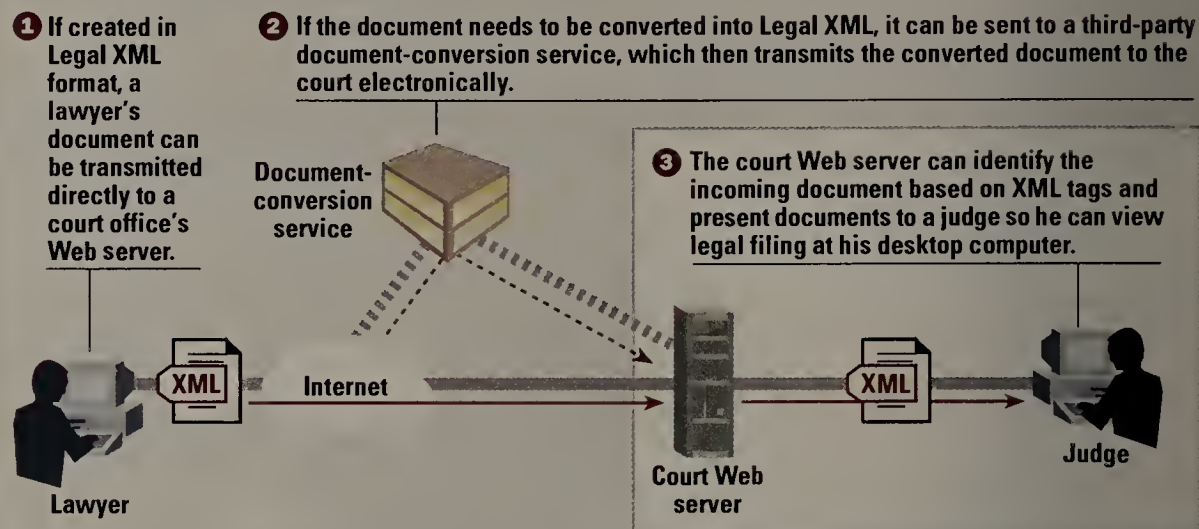 1 If created in
Legal XML
format, a
lawyer's
document can
be transmitted
directly to a
court office's
Web server.
2 If the document needs to be converted into Legal XML, it can be sent to a third-party
document-conversion service, which then transmits the converted document to the
court electronically.
Document-
conversion
service
3 The court Web server can identify the
incoming document based on XML tags and
present documents to a judge so he can view
legal filing at his desktop computer.
XML
Internet
XML
Lawyer
Court Web
server
Judge